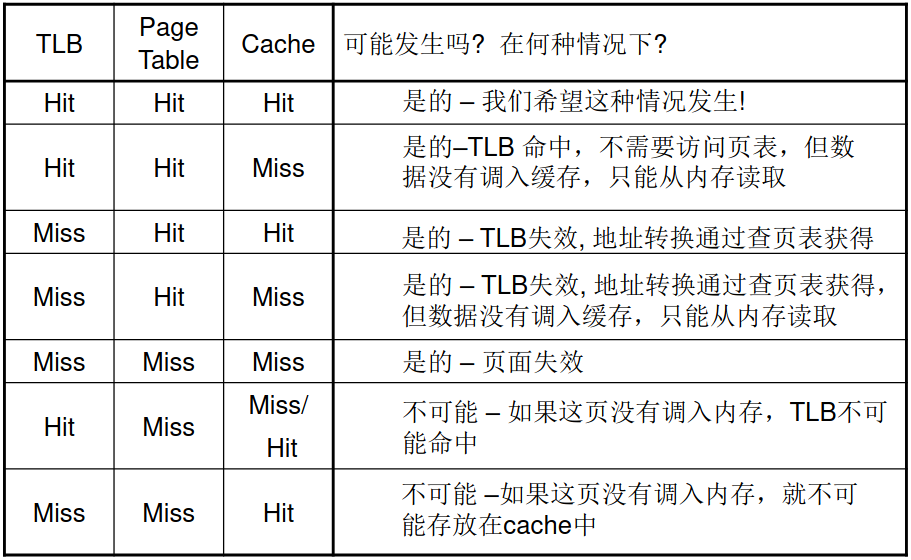 TLB Page Table Cache 可能发生吗? 在何种情况下?
Hit Hit Hit 是的 – 我们希望这种情况发生!
Hit Hit Miss 是的–TLB 命中，不需要访问页表，但数
据没有调入缓存，只能从内存读取
Miss Hit Hit 是的 – TLB失效, 地址转换通过查页表获得
Miss Hit Miss 是的 – TLB失效, 地址转换通过查页表获得，
但数据没有调入缓存，只能从内存读取
Miss Miss Miss 是的 – 页面失效
Hit Miss Miss/ Hit 不可能 – 如果这页没有调入内存，TLB不可
能命中
Miss Miss Hit 不可能 –如果这页没有调入内存，就不可
能存放在cache中